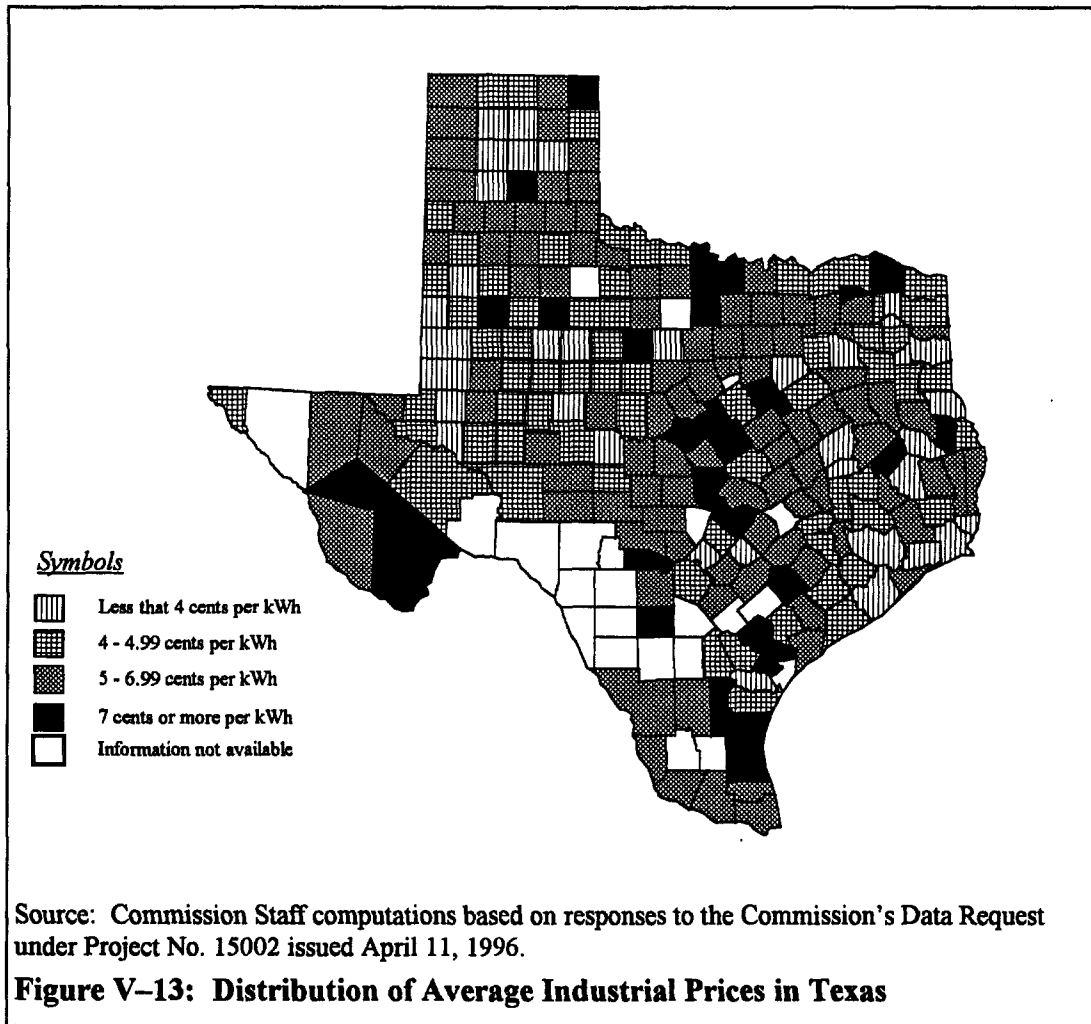 Symbols
Less that 4 cents per kWh
4 - 4.99 cents per kWh
5 - 6.99 cents per kWh
7 cents or more per kWh
Information not available
Source: Commission Staff computations based on responses to the Commission's Data Request
under Project No. 15002 issued April 11, 1996.
Figure V–13: Distribution of Average Industrial Prices in Texas